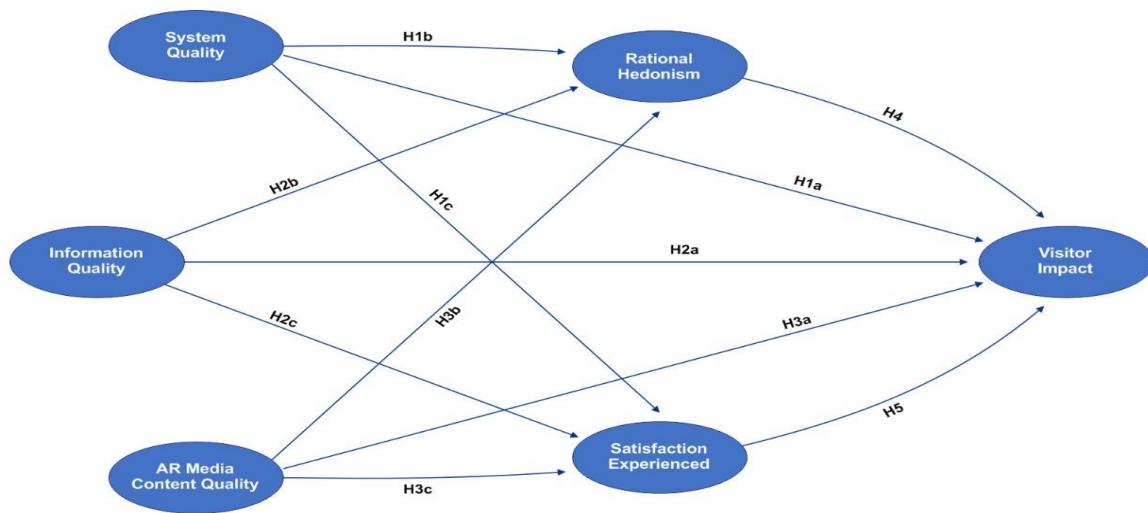 System
Quality
H1b
Rational
Hedonism
H4
H2b
H1c
H1a
Information
Quality
H2a
Visitor
Impact
H2c
H3b
H3a
H5
AR Media
Content Quality
H3c
Satisfaction
Experienced